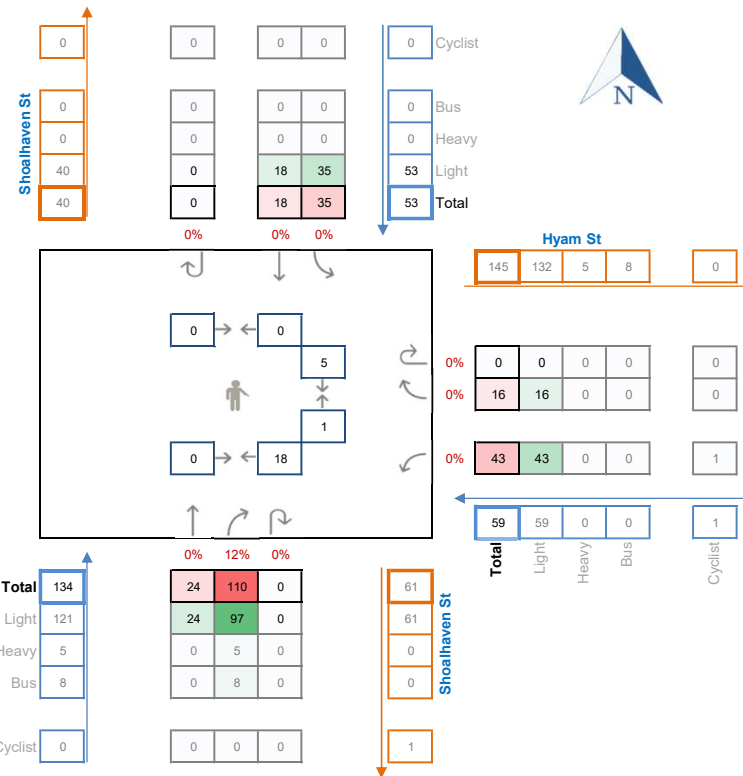 0 0 0 0 0 Cyclist
0 0 0 0 0 Bus
0 0 0 0 0 Heavy
40 0 18 35 53 Light
40 0 18 35 53 Total
Shoalhaven St
N
0% 0% 0%
Hyam St
145 132 5 8 0
0 0
5
1
0 18
0% 0 0 0 0 0
0% 16 16 0 0 0
0% 43 43 0 0 1
59 59 0 0 1
Total Light Heavy Bus Cyclist
0% 12% 0%
Total 134 24 110 0 61
Light 121 24 97 0 61
Heavy 5 0 5 0 0
Bus 8 0 8 0 0
Cyclist 0 0 0 0 1
Shoalhaven St